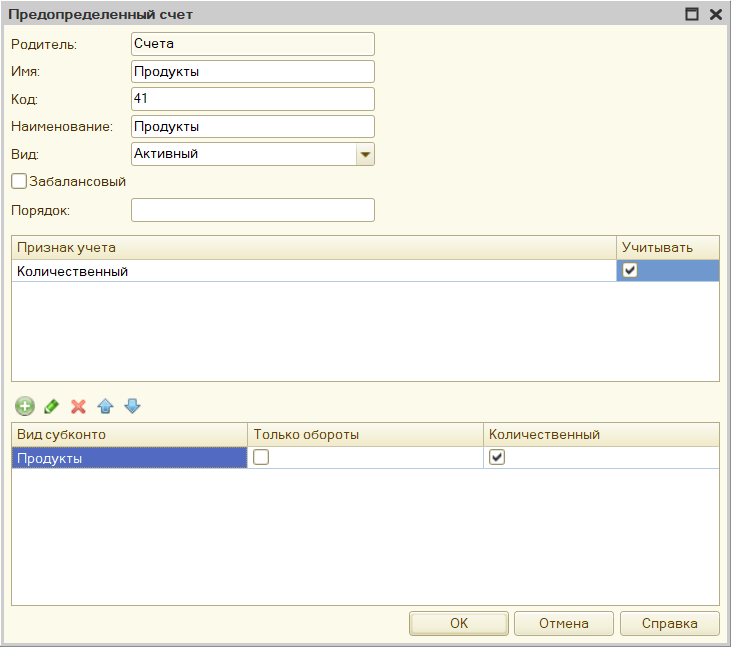 Предопределенный счет
Родитель: Счета
Имя: Продукты
Код: 41
Наименование: Продукты
Вид: Активный
Забалансовый
Порядок:
Признак учета Учитывать
Количественный
Вид субконто Только обороты Количественный
Продукты
OK Отмена Справка